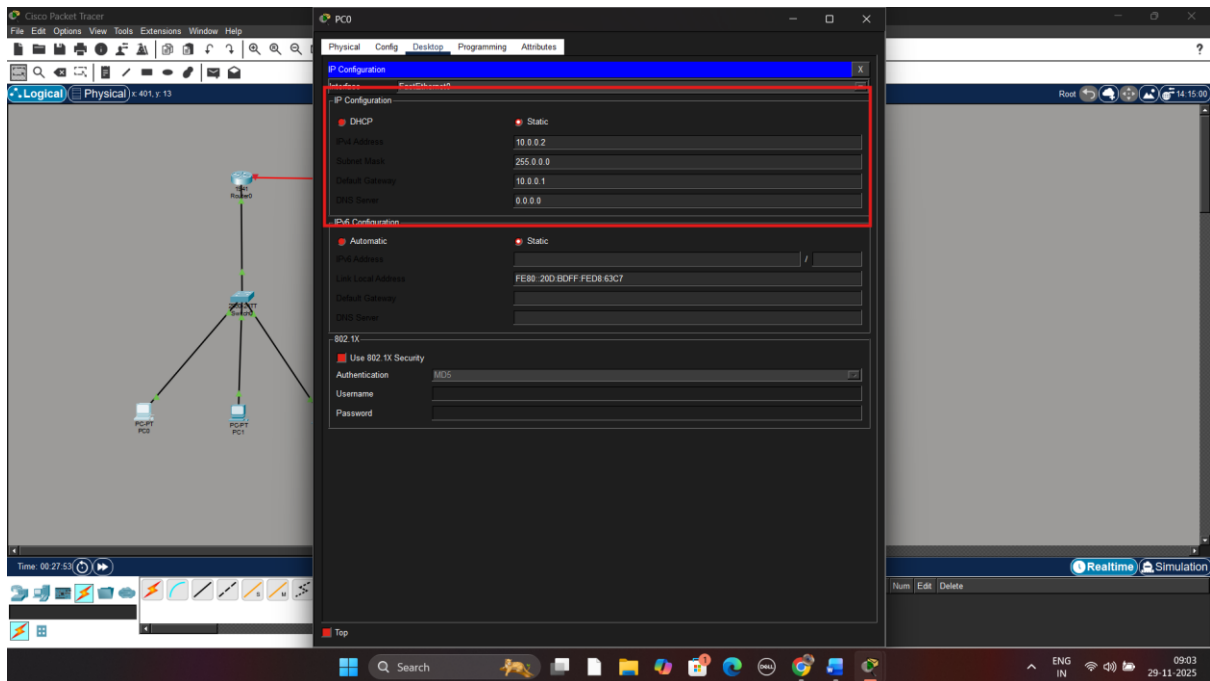 Cisco Packet Tracer
File Edit Options View Tools Extensions Window Help
?
Logical Physical x: 401, y: 13
Root 14:15:00
Router0
PC-PT
PC0
PC-PT
PC1
Time: 00:27:53
Realtime Simulation
Num Edit Delete
PC0
Physical Config Desktop Programming Attributes
IP Configuration X
Interface FastEthernet0
IP Configuration
DHCP Static
IPv4 Address 10.0.0.2
Subnet Mask 255.0.0.0
Default Gateway 10.0.0.1
DNS Server 0.0.0.0
IPv6 Configuration
Automatic Static
IPv6 Address /
Link Local Address FE80::20D:BDFF:FED8:63C7
Default Gateway
DNS Server
802.1X
Use 802.1X Security
Authentication MD5
Username
Password
Top
Search
ENG
IN
09:03
29-11-2025